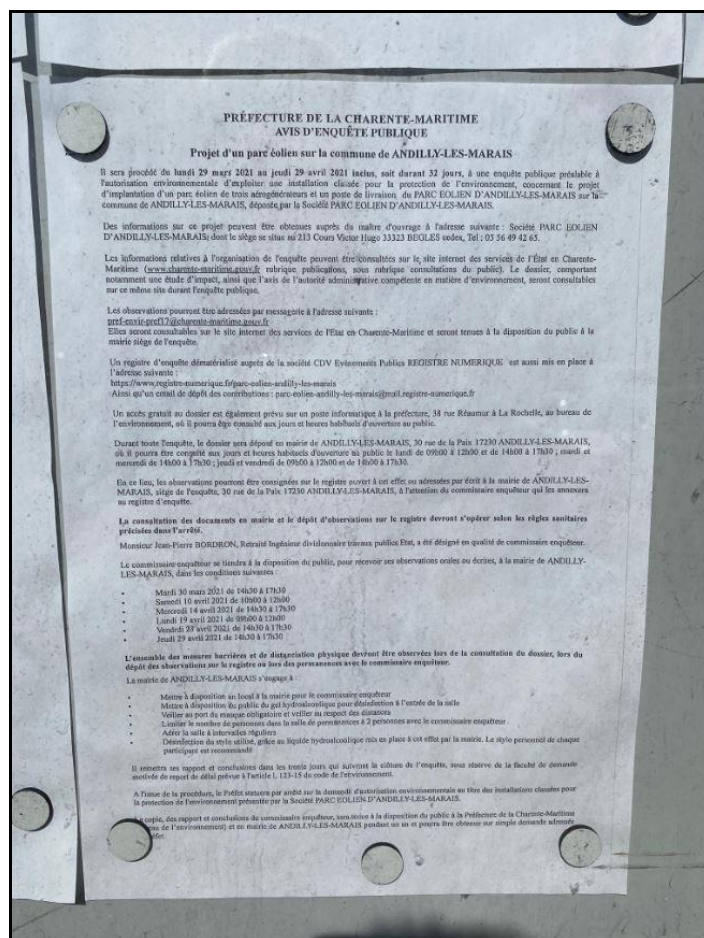 PRÉFECTURE DE LA CHARENTE-MARITIME
AVIS D'ENQUÊTE PUBLIQUE
Projet d'un parc éolien sur la commune de ANDILLY-LES-MARAIS
Il sera procédé du lundi 29 mars 2021 au jeudi 29 avril 2021 inclus, soit durant 32 jours, à une enquête publique préalable à
l'autorisation environnementale d'exploiter une installation classée pour la protection de l'environnement, concernant le projet
d'implantation d'un parc éolien de trois aérogénérateurs et un poste de livraison, du PARC EOLIEN D'ANDILLY-LES-MARAIS sur la
commune de ANDILLY-LES-MARAIS, déposée par la Société PARC EOLIEN D'ANDILLY-LES-MARAIS.
Des informations sur ce projet peuvent être obtenues auprès du maître d'ouvrage à l'adresse suivante : Société PARC EOLIEN
D'ANDILLY-LES-MARAIS, dont le siège se situe au 213 Cours Victor Hugo 33323 BEGLES cedex, Tel : 05 56 49 42 65.
Les informations relatives à l'organisation de l'enquête peuvent être consultées sur le site internet des services de l'État en Charente-
Maritime (www.charente-maritime.gouv.fr rubrique publications, sous rubrique consultations du public). Le dossier, comportant
notamment une étude d'impact, ainsi que l'avis de l'autorité administrative compétente en matière d'environnement, seront consultables
sur ce même site durant l'enquête publique.
Les observations pourront être adressées par messagerie à l'adresse suivante :
pref-envir-pref17@charente-maritime.gouv.fr
Elles seront consultables sur le site internet des services de l'Etat en Charente-Maritime et seront tenues à la disposition du public à la
mairie siège de l'enquête.
Un registre d'enquête dématérialisé auprès de la société CDV Evènements Publics REGISTRE NUMERIQUE est aussi mis en place à
l'adresse suivante :
https://www.registre-numerique.fr/parc-eolien-andilly-les-marais
Ainsi qu'un email de dépôt des contributions : parc-eolien-andilly-les-marais@mail.registre-numerique.fr
Un accès gratuit au dossier est également prévu sur un poste informatique à la préfecture, 38 rue Réaumur à La Rochelle, au bureau de
l'environnement, où il pourra être consulté aux jours et heures habituels d'ouverture au public.
Durant toute l'enquête, le dossier sera déposé en mairie de ANDILLY-LES-MARAIS, 30 rue de la Paix 17230 ANDILLY-LES-MARAIS,
où il pourra être consulté aux jours et heures habituels d'ouverture au public le lundi de 09h00 à 12h00 et de 14h00 à 17h30 ; mardi et
mercredi de 14h00 à 17h30 ; jeudi et vendredi de 09h00 à 12h00 et de 14h00 à 17h30.
En ce lieu, les observations pourront être consignées sur le registre ouvert à cet effet ou adressées par écrit à la mairie de ANDILLY-LES-
MARAIS, siège de l'enquête, 30 rue de la Paix 17230 ANDILLY-LES-MARAIS, à l'attention du commissaire enquêteur qui les annexera
au registre d'enquête.
La consultation des documents en mairie et le dépôt d'observations sur le registre devront s'opérer selon les règles sanitaires
précisées dans l'arrêté.
Monsieur Jean-Pierre BORDRON, Retraité Ingénieur divisionnaire travaux publics Etat, a été désigné en qualité de commissaire enquêteur.
Le commissaire enquêteur se tiendra à la disposition du public, pour recevoir ses observations orales ou écrites, à la mairie de ANDILLY-
LES-MARAIS, dans les conditions suivantes :
• Mardi 30 mars 2021 de 14h30 à 17h30
• Samedi 10 avril 2021 de 10h00 à 12h00
• Mercredi 14 avril 2021 de 14h30 à 17h30
• Lundi 19 avril 2021 de 09h00 à 12h00
• Vendredi 23 avril 2021 de 14h30 à 17h30
• Jeudi 29 avril 2021 de 14h30 à 17h30
L'ensemble des mesures barrières et de distanciation physique devront être observées lors de la consultation du dossier, lors du
dépôt des observations sur le registre ou lors des permanences avec le commissaire enquêteur.
La mairie de ANDILLY-LES-MARAIS s'engage à :
• Mettre à disposition un local à la mairie pour le commissaire enquêteur
• Mettre à disposition du public du gel hydroalcoolique pour désinfection à l'entrée de la salle
• Veiller au port du masque obligatoire et veiller au respect des distances
• Limiter le nombre de personnes dans la salle de permanences à 2 personnes avec le commissaire enquêteur
• Aérer la salle à intervalles réguliers
• Désinfection du stylo utilisé, grâce au liquide hydroalcoolique mis en place à cet effet par la mairie. Le stylo personnel de chaque
participant est recommandé
Il remettra ses rapport et conclusions dans les trente jours qui suivront la clôture de l'enquête, sous réserve de la faculté de demande
motivée de report de délai prévue à l'article L 123-15 du code de l'environnement.
A l'issue de la procédure, le Préfet statuera par arrêté sur la demande d'autorisation environnementale au titre des installations classées pour
la protection de l'environnement présentée par la Société PARC EOLIEN D'ANDILLY-LES-MARAIS.
copie, des rapport et conclusions du commissaire enquêteur, sera tenue à la disposition du public à la Préfecture de la Charente-Maritime
de l'environnement) et en mairie de ANDILLY-LES-MARAIS pendant un an et pourra être obtenue sur simple demande adressée